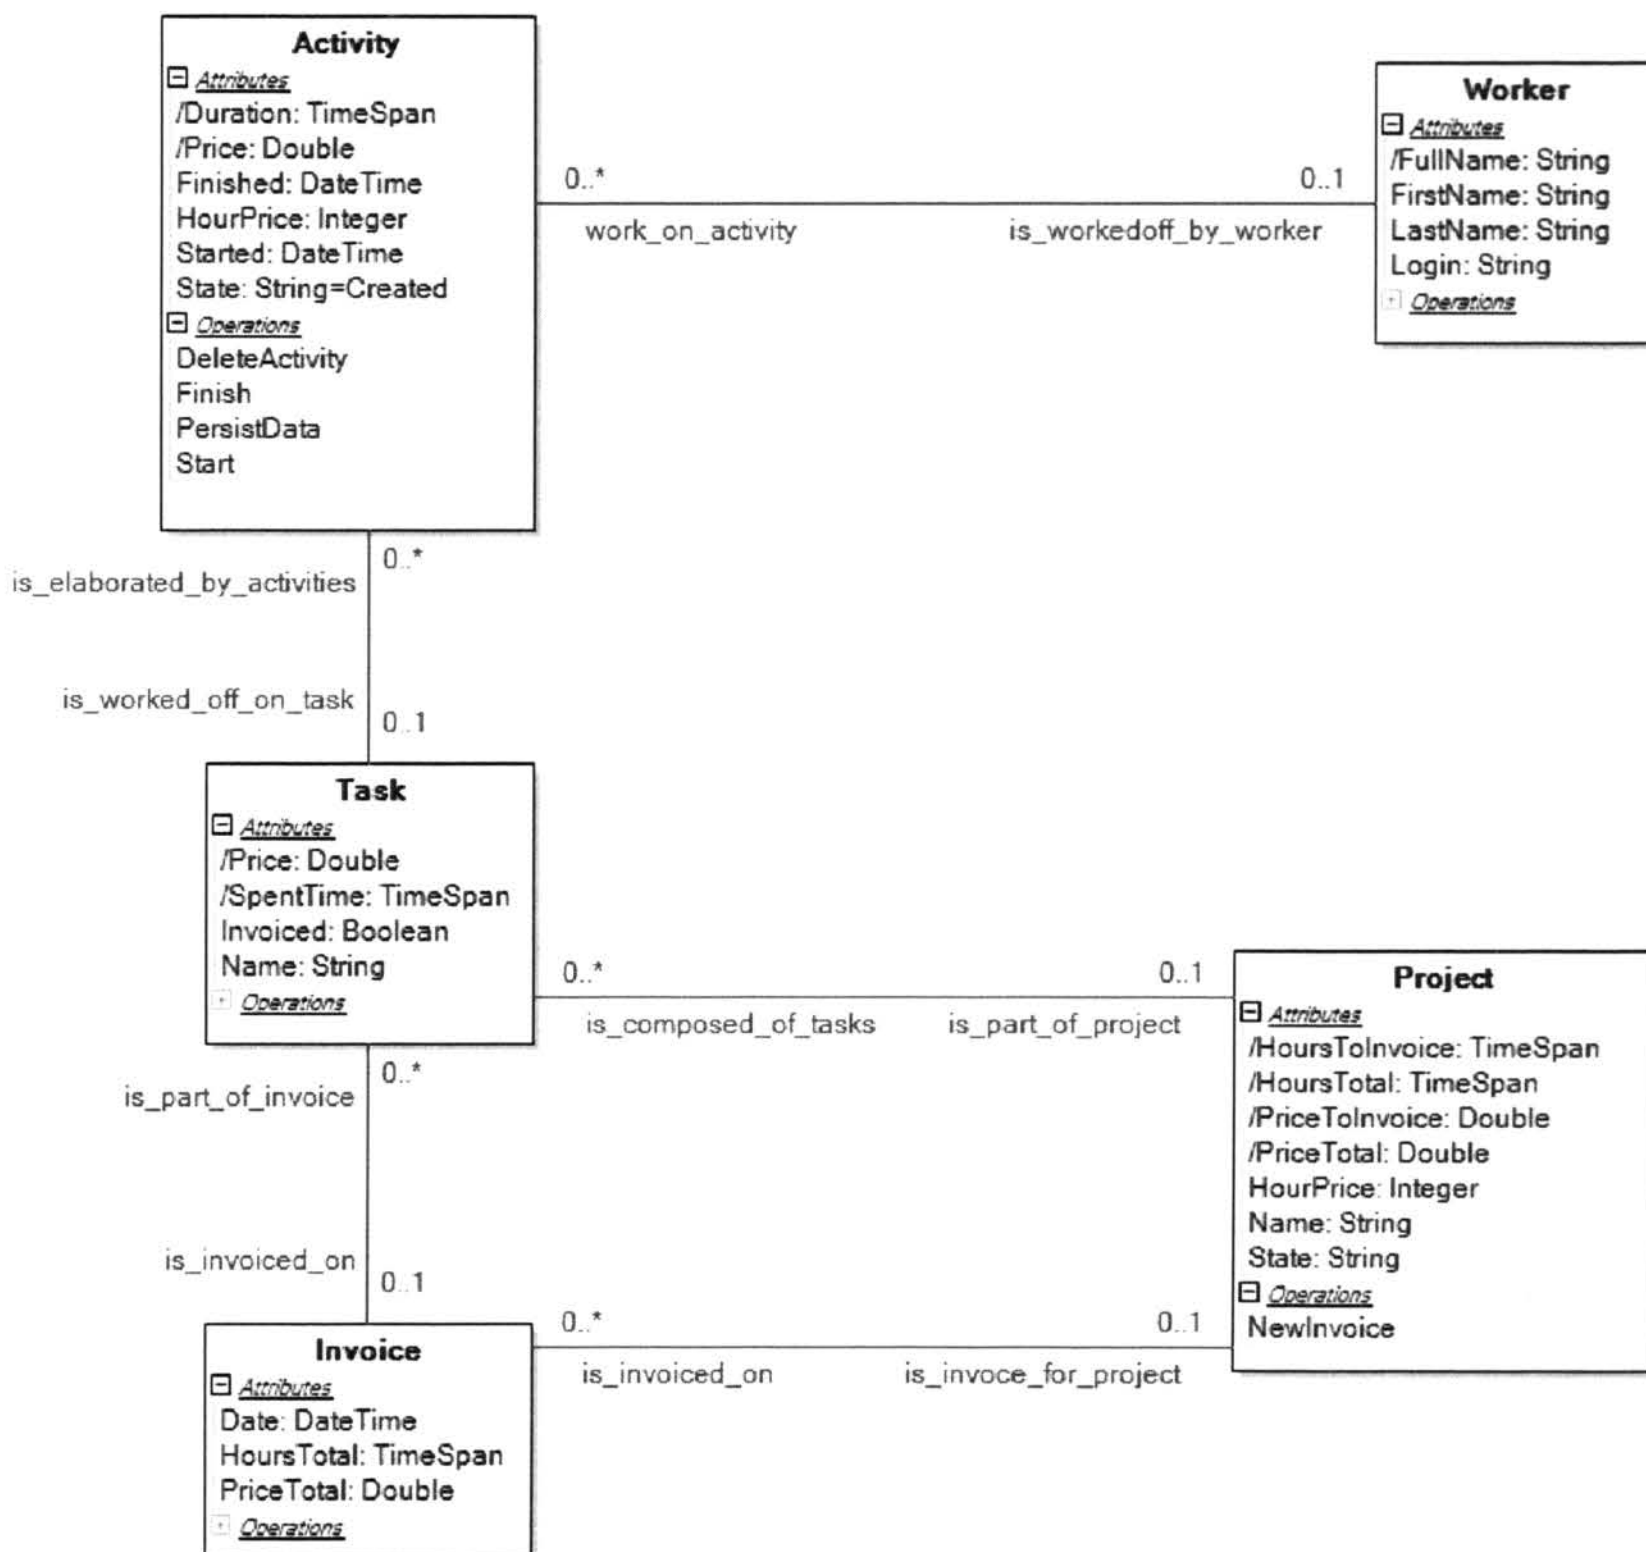 Activity
Attributes
/Duration: TimeSpan
/Price: Double
Finished: DateTime
HourPrice: Integer
Started: DateTime
State: String=Created
Operations
DeleteActivity
Finish
PersistData
Start
0..*
0..1
work_on_activity
is_workedoff_by_worker
Worker
Attributes
/FullName: String
FirstName: String
LastName: String
Login: String
Operations
0..*
is_elaborated_by_activities
is_worked_off_on_task
0..1
Task
Attributes
/Price: Double
/SpentTime: TimeSpan
Invoiced: Boolean
Name: String
Operations
0..*
0..1
is_composed_of_tasks
is_part_of_project
Project
Attributes
/HoursToInvoice: TimeSpan
/HoursTotal: TimeSpan
/PriceToInvoice: Double
/PriceTotal: Double
HourPrice: Integer
Name: String
State: String
Operations
NewInvoice
0..*
is_part_of_invoice
is_invoiced_on
0..1
Invoice
Attributes
Date: DateTime
HoursTotal: TimeSpan
PriceTotal: Double
Operations
0..*
0..1
is_invoiced_on
is_invoce_for_project